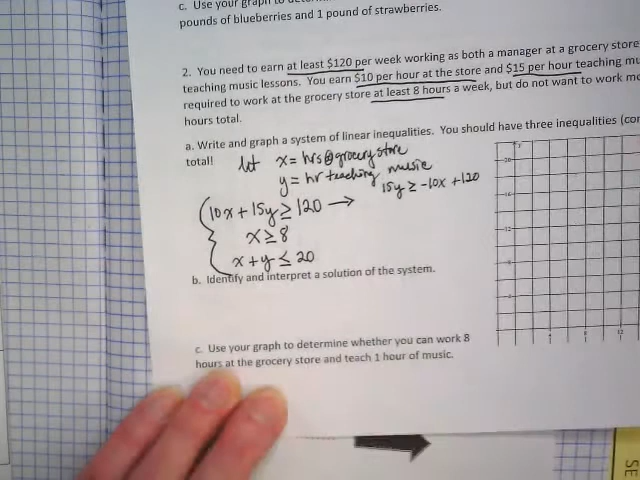 c. Use your graph to
pounds of blueberries and 1 pound of strawberries.
2. You need to earn at least $120 per week working as both a manager at a grocery store
teaching music lessons. You earn $10 per hour at the store and $15 per hour teaching mu
required to work at the grocery store at least 8 hours a week, but do not want to work mo
hours total.
a. Write and graph a system of linear inequalities. You should have three inequalities (con
total!
let x = hrs@grocery store
y = hr teaching music
10x + 15y ≥ 120 → 15y ≥ -10x + 120
x ≥ 8
x + y ≤ 20
b. Identify and interpret a solution of the system.
c. Use your graph to determine whether you can work 8
hours at the grocery store and teach 1 hour of music.
SE